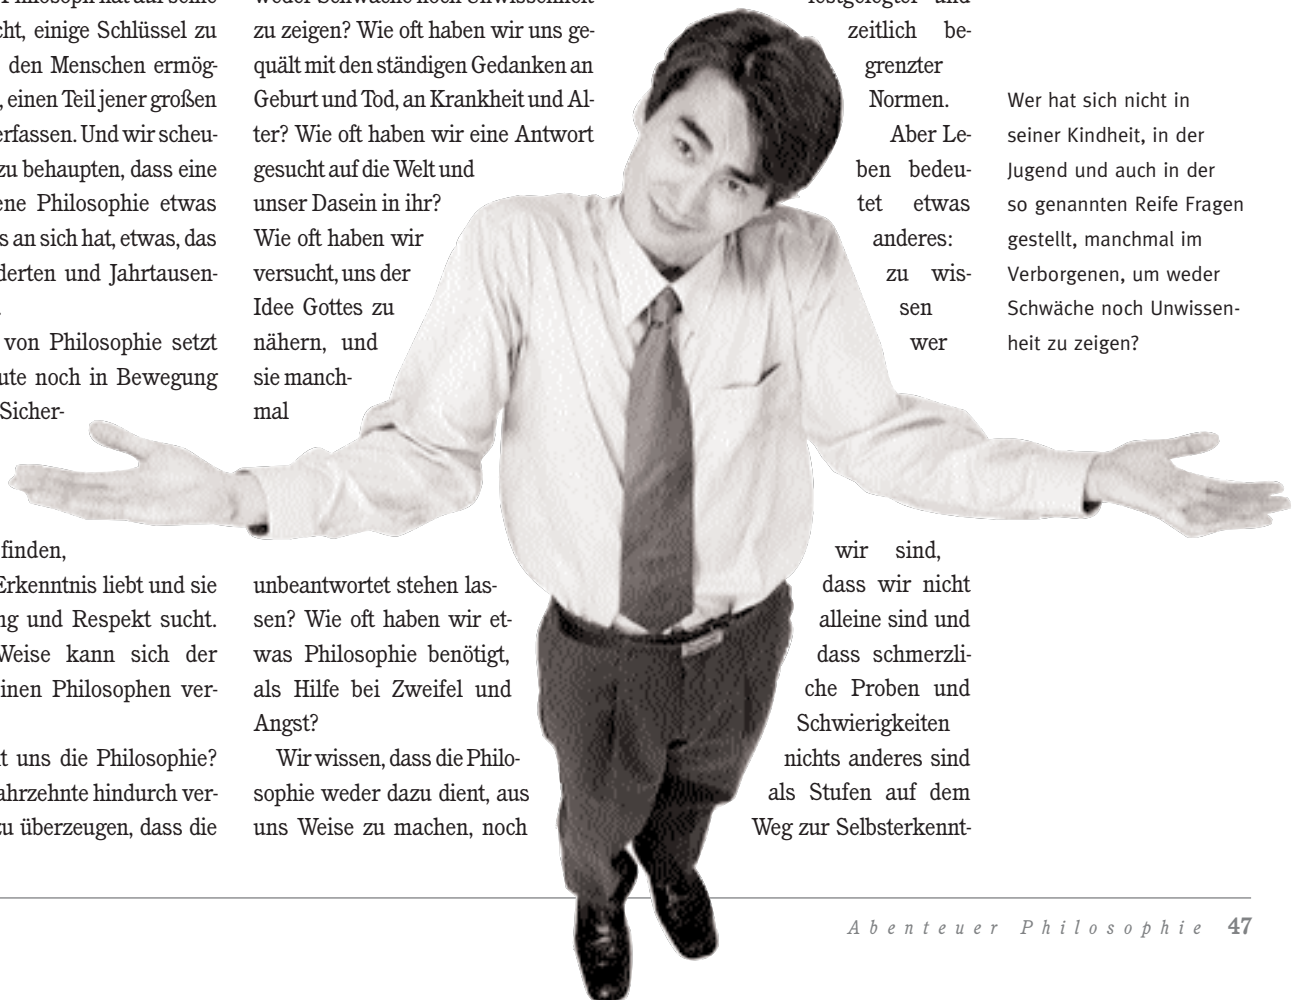 cht, einige Schlüssel zu
den Menschen ermög-
, einen Teil jener großen
erfassen. Und wir scheu-
zu behaupten, dass eine
ene Philosophie etwas
s an sich hat, etwas, das
derten und Jahrtausen-
.
von Philosophie setzt
ute noch in Bewegung
Sicher-
finden,
Erkenntnis liebt und sie
ng und Respekt sucht.
Weise kann sich der
inen Philosophen ver-
t uns die Philosophie?
ahrzehnte hindurch ver-
zu überzeugen, dass die
weder Schwäche noch Unwissenheit
zu zeigen? Wie oft haben wir uns ge-
quält mit den ständigen Gedanken an
Geburt und Tod, an Krankheit und Al-
ter? Wie oft haben wir eine Antwort
gesucht auf die Welt und
unser Dasein in ihr?
Wie oft haben wir
versucht, uns der
Idee Gottes zu
nähern, und
sie manch-
mal
unbeantwortet stehen las-
sen? Wie oft haben wir et-
was Philosophie benötigt,
als Hilfe bei Zweifel und
Angst?
Wir wissen, dass die Philo-
sophie weder dazu dient, aus
uns Weise zu machen, noch
festgelegter und
zeitlich be-
grenzter
Normen.
Aber Le-
ben bedeu-
tet etwas
anderes:
zu wis-
sen
wer
wir sind,
dass wir nicht
alleine sind und
dass schmerzli-
che Proben und
Schwierigkeiten
nichts anderes sind
als Stufen auf dem
Weg zur Selbsterkennt-
Wer hat sich nicht in
seiner Kindheit, in der
Jugend und auch in der
so genannten Reife Fragen
gestellt, manchmal im
Verborgenen, um weder
Schwäche noch Unwissen-
heit zu zeigen?
Abenteuer Philosophie 47